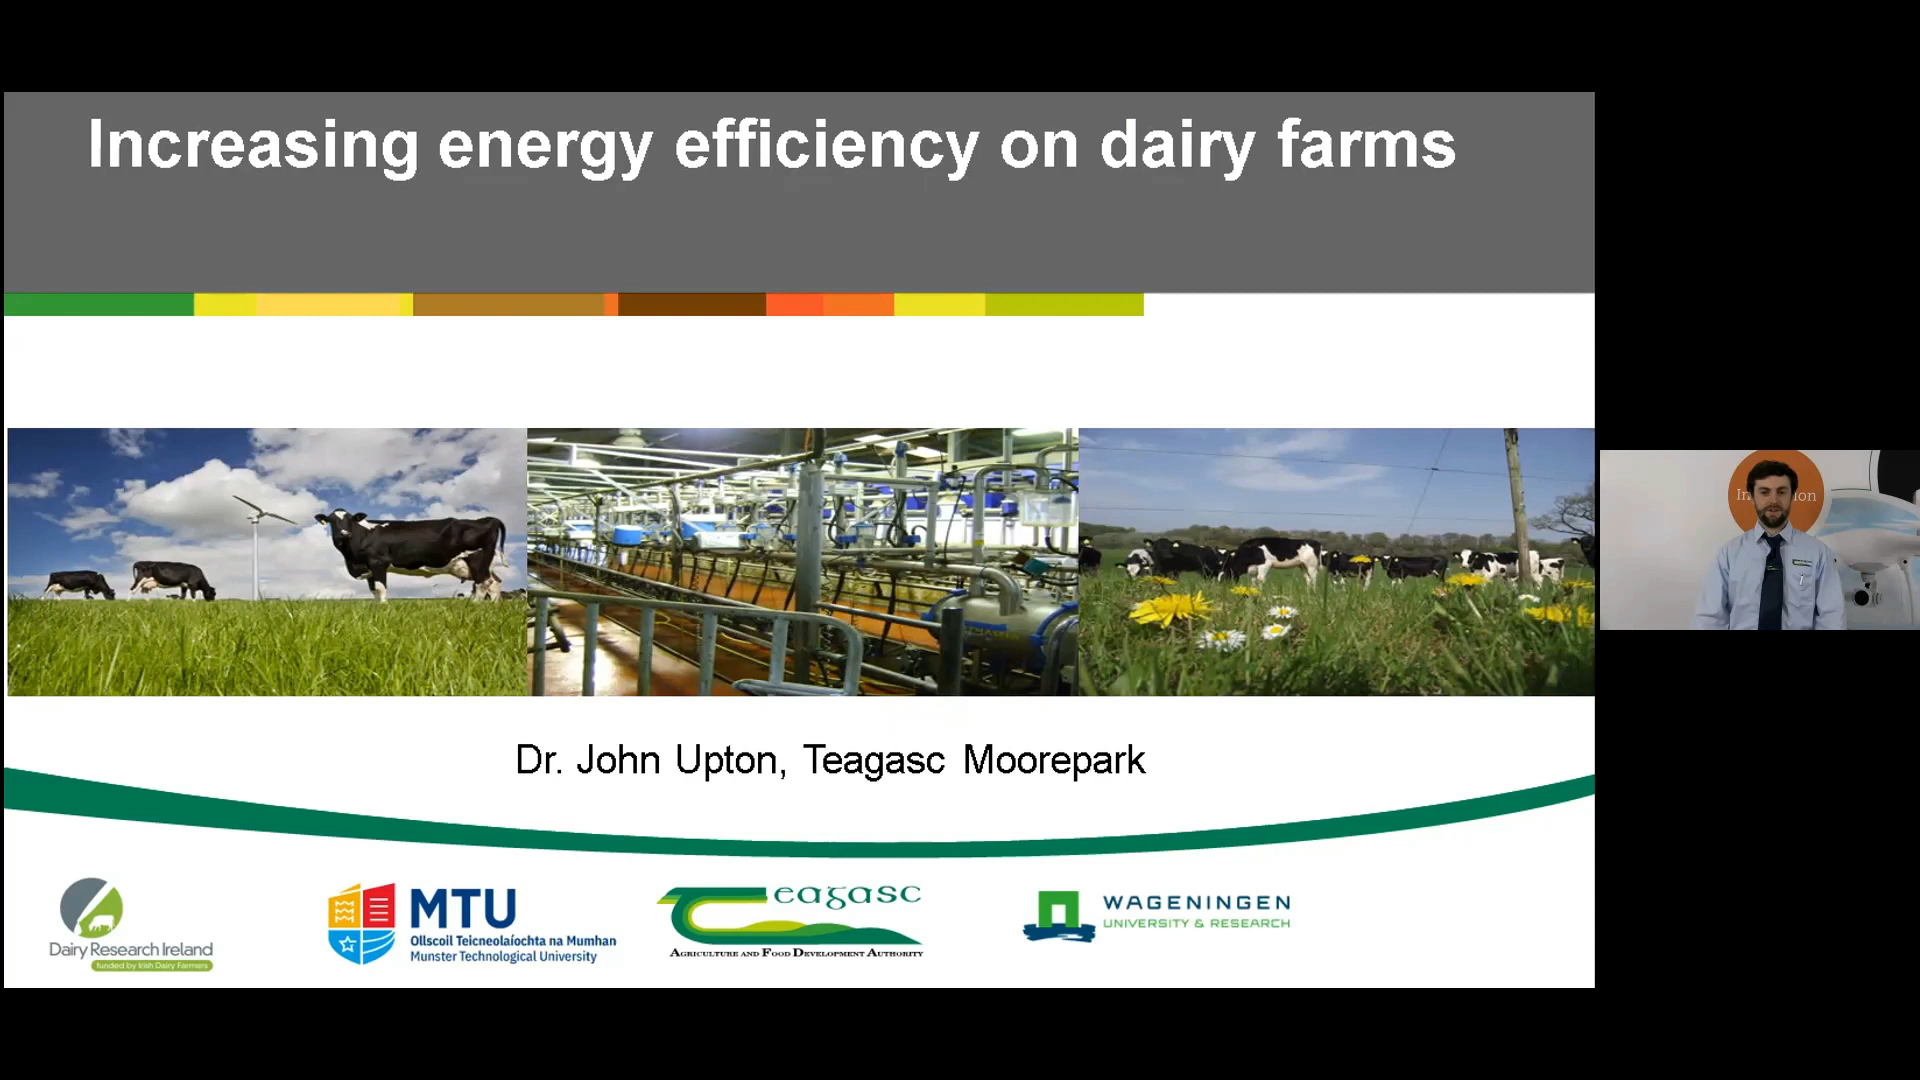 Increasing energy efficiency on dairy farms
Dr. John Upton, Teagasc Moorepark
Dairy Research Ireland
funded by Irish Dairy Farmers
MTU
Ollscoil Teicneolaíochta na Mumhan
Munster Technological University
Teagasc
AGRICULTURE AND FOOD DEVELOPMENT AUTHORITY
WAGENINGEN
UNIVERSITY & RESEARCH